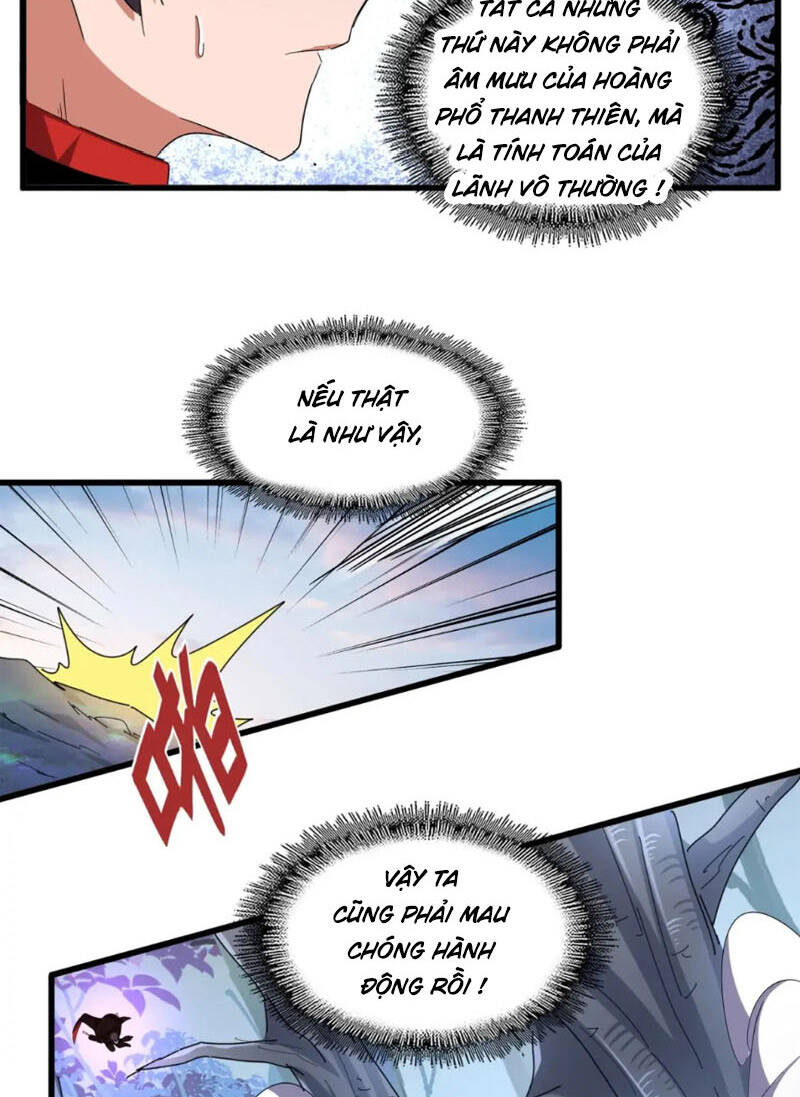 TẤT CẢ NHỮNG
THỨ NÀY KHÔNG PHẢI
ÂM MƯU CỦA HOÀNG
PHỔ THANH THIÊN, MÀ
LÀ TÍNH TOÁN CỦA
LÃNH VÔ THƯỜNG !
NẾU THẬT
LÀ NHƯ VẬY,
VẬY TA
CŨNG PHẢI MAU
CHÓNG HÀNH
ĐỘNG RỒI !